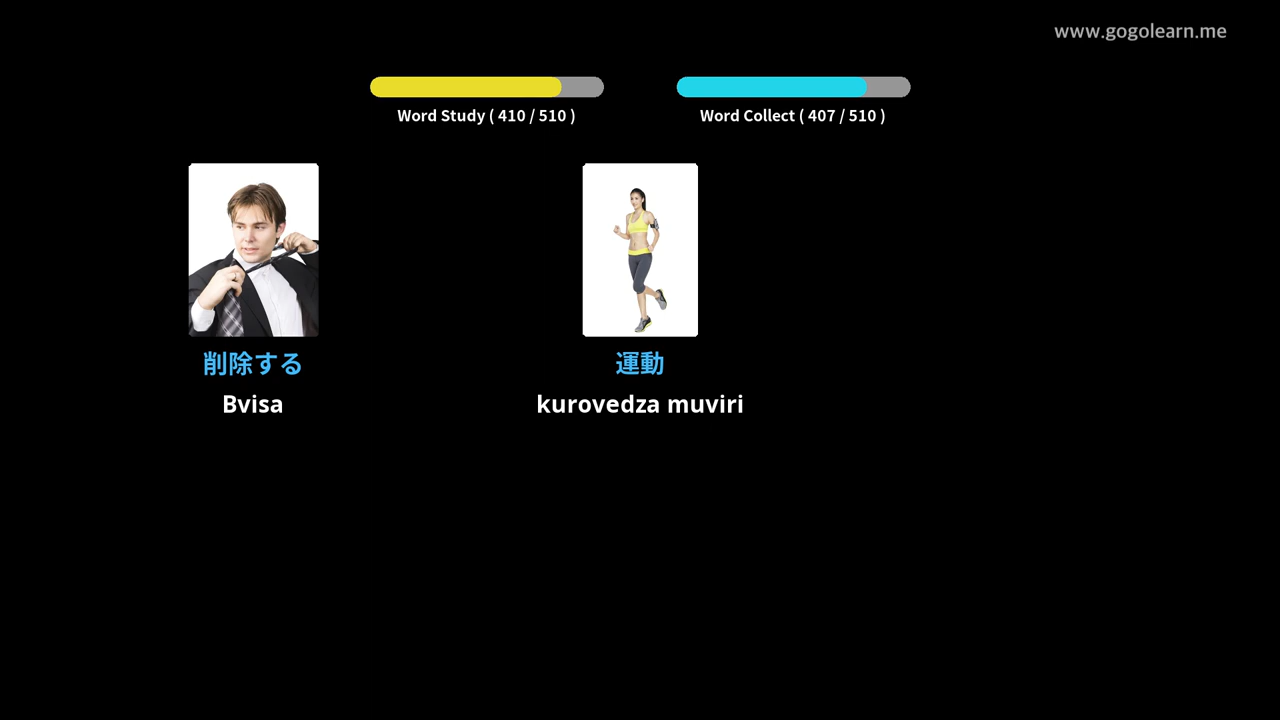 www.gogolearn.me
Word Study ( 410 / 510 )
Word Collect ( 407 / 510 )
削除する
Bvisa
運動
kurovedza muviri